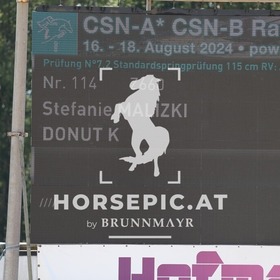 CSN-A* CSN-B Ra
16. - 18. August 2024 • pow
Prüfung N°7.2 Standardspringprüfung 115 cm RV:
Nr. 114
Stefanie MALIZKI
DONUT K
///HORSEPIC.AT
by BRUNNMAYR